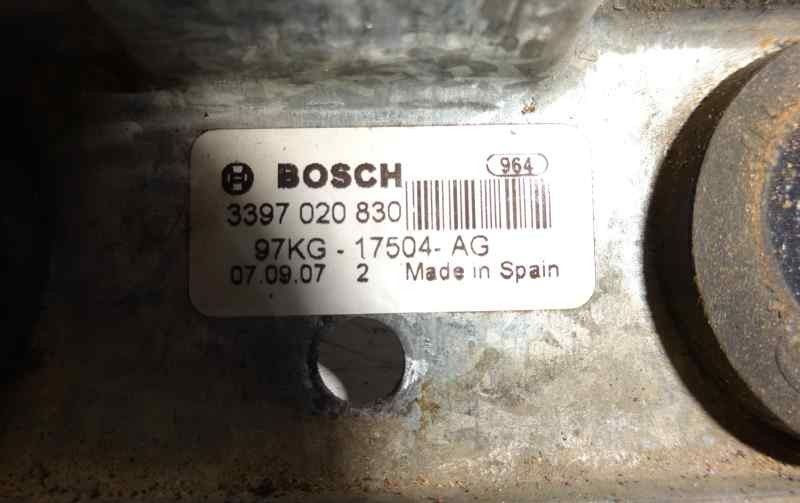 BOSCH 964
3397 020 830
97KG - 17504- AG
07.09.07 2 Made in Spain